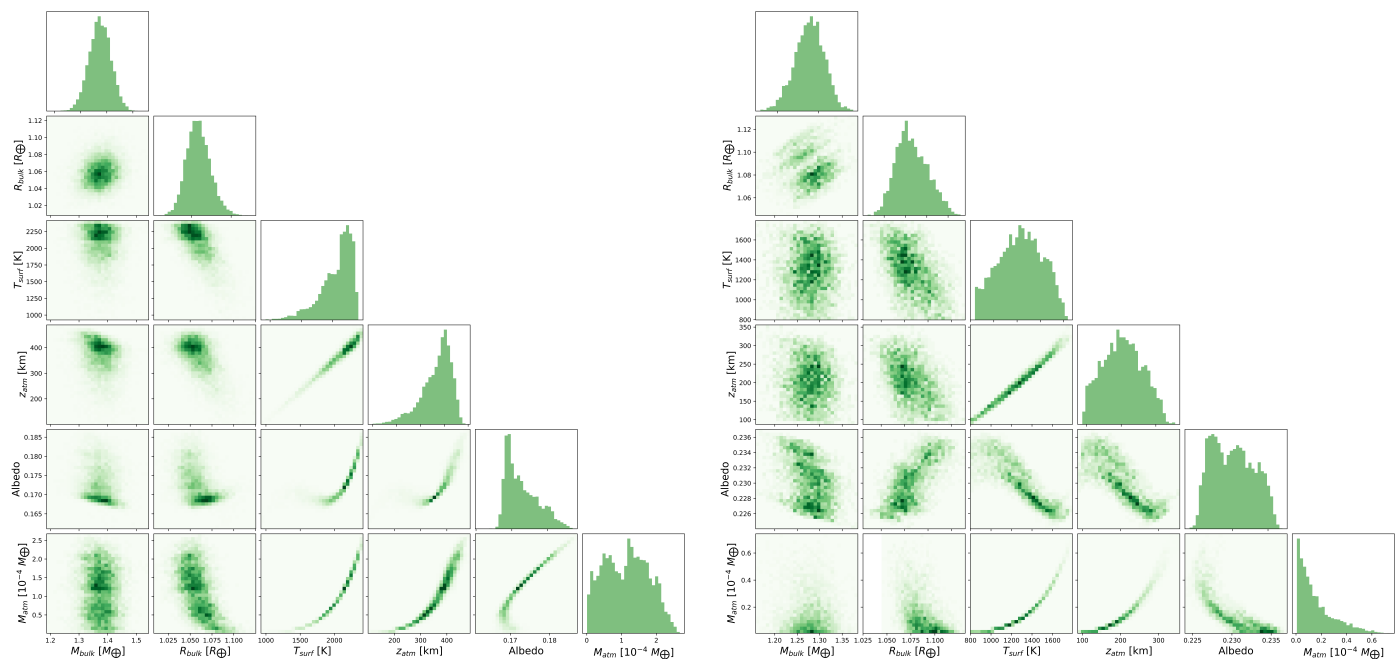 1.12
1.10
1.08
1.06
1.04
1.02
R_bulk [R⊕]
2250
2000
1750
1500
1250
1000
T_surf [K]
400
300
200
z_atm [km]
0.185
0.180
0.175
0.170
0.165
Albedo
2.5
2.0
1.5
1.0
0.5
M_atm [10⁻⁴ M⊕]
1.2 1.3 1.4 1.5
M_bulk [M⊕]
1.025 1.050 1.075 1.100
R_bulk [R⊕]
1000 1500 2000
T_surf [K]
200 300 400
z_atm [km]
0.17 0.18
Albedo
0 1 2
M_atm [10⁻⁴ M⊕]
1.12
1.10
1.08
1.06
R_bulk [R⊕]
1600
1400
1200
1000
800
T_surf [K]
350
300
250
200
150
100
z_atm [km]
0.236
0.234
0.232
0.230
0.228
0.226
Albedo
0.6
0.4
0.2
M_atm [10⁻⁴ M⊕]
1.20 1.25 1.30 1.35
M_bulk [M⊕]
1.025 1.050 1.075 1.100
R_bulk [R⊕]
800 1000 1200 1400 1600
T_surf [K]
100 200 300
z_atm [km]
0.225 0.230 0.235
Albedo
0.0 0.2 0.4 0.6
M_atm [10⁻⁴ M⊕]